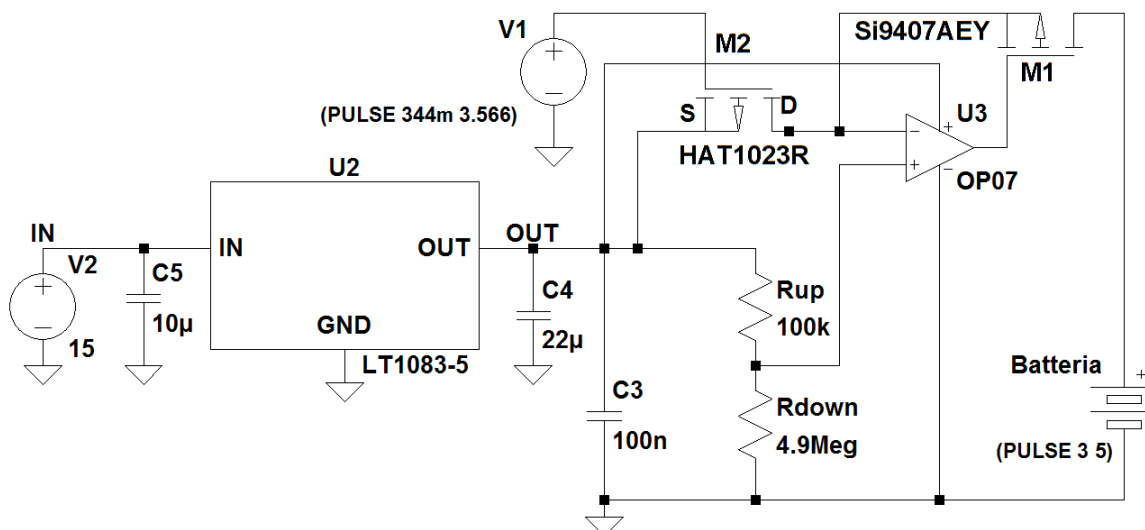 V1
M2
Si9407AEY
M1
(PULSE 344m 3.566)
S
D
U3
+
−
HAT1023R
OP07
U2
IN
IN
OUT
OUT
V2
C5
C4
Rup
10µ
22µ
100k
15
GND
LT1083-5
Batteria
C3
Rdown
100n
4.9Meg
(PULSE 3 5)